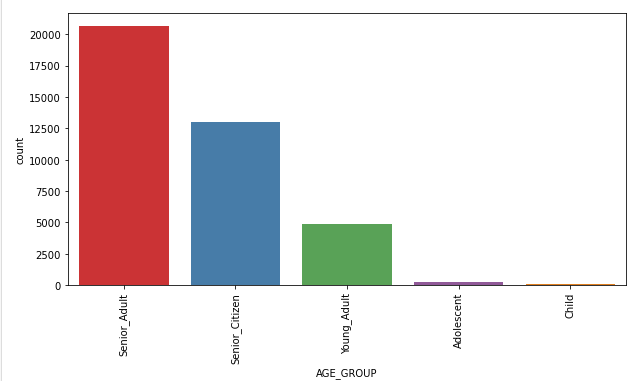 20000
17500
15000
12500
10000
7500
5000
2500
0
count
Senior_Adult
Senior_Citizen
Young_Adult
Adolescent
Child
AGE_GROUP